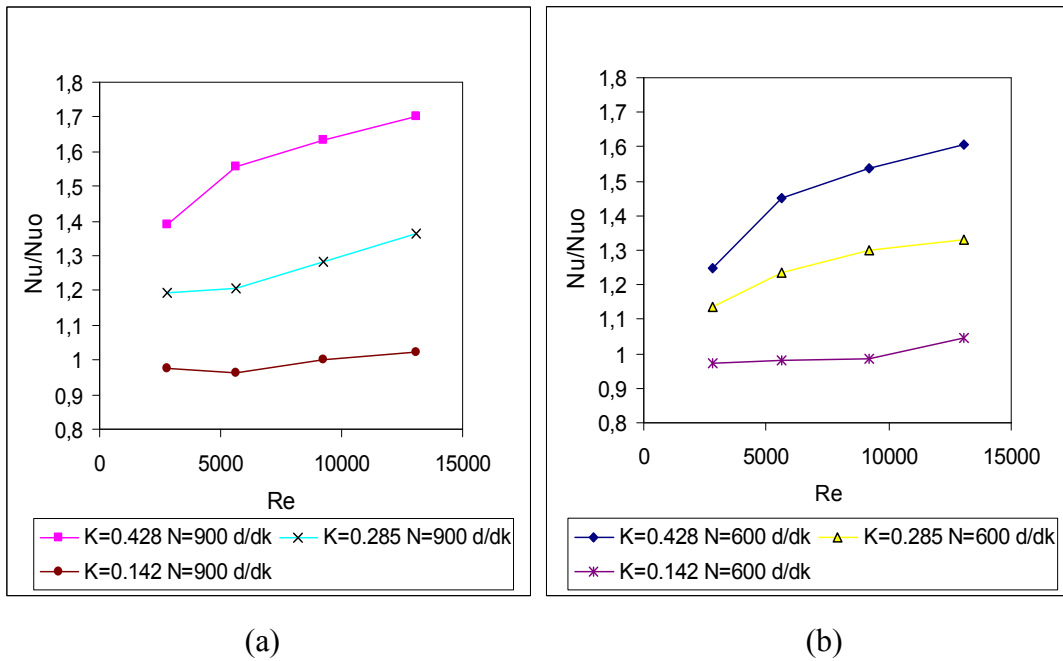 1,8
1,7
1,6
1,5
1,4
1,3
1,2
1,1
1
0,9
0,8
Nu/Nuo
0 5000 10000 15000
Re
K=0.428 N=900 d/dk K=0.285 N=900 d/dk
K=0.142 N=900 d/dk
(a)
1,8
1,7
1,6
1,5
1,4
1,3
1,2
1,1
1
0,9
0,8
Nu/Nuo
0 5000 10000 15000
Re
K=0.428 N=600 d/dk K=0.285 N=600 d/dk
K=0.142 N=600 d/dk
(b)